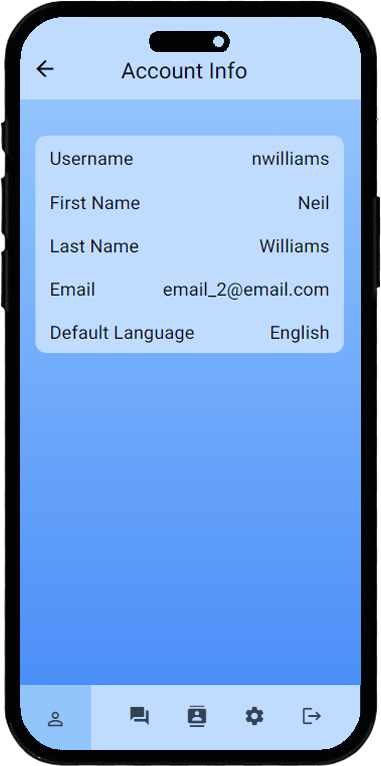 Account Info
Username nwilliams
First Name Neil
Last Name Williams
Email email_2@email.com
Default Language English